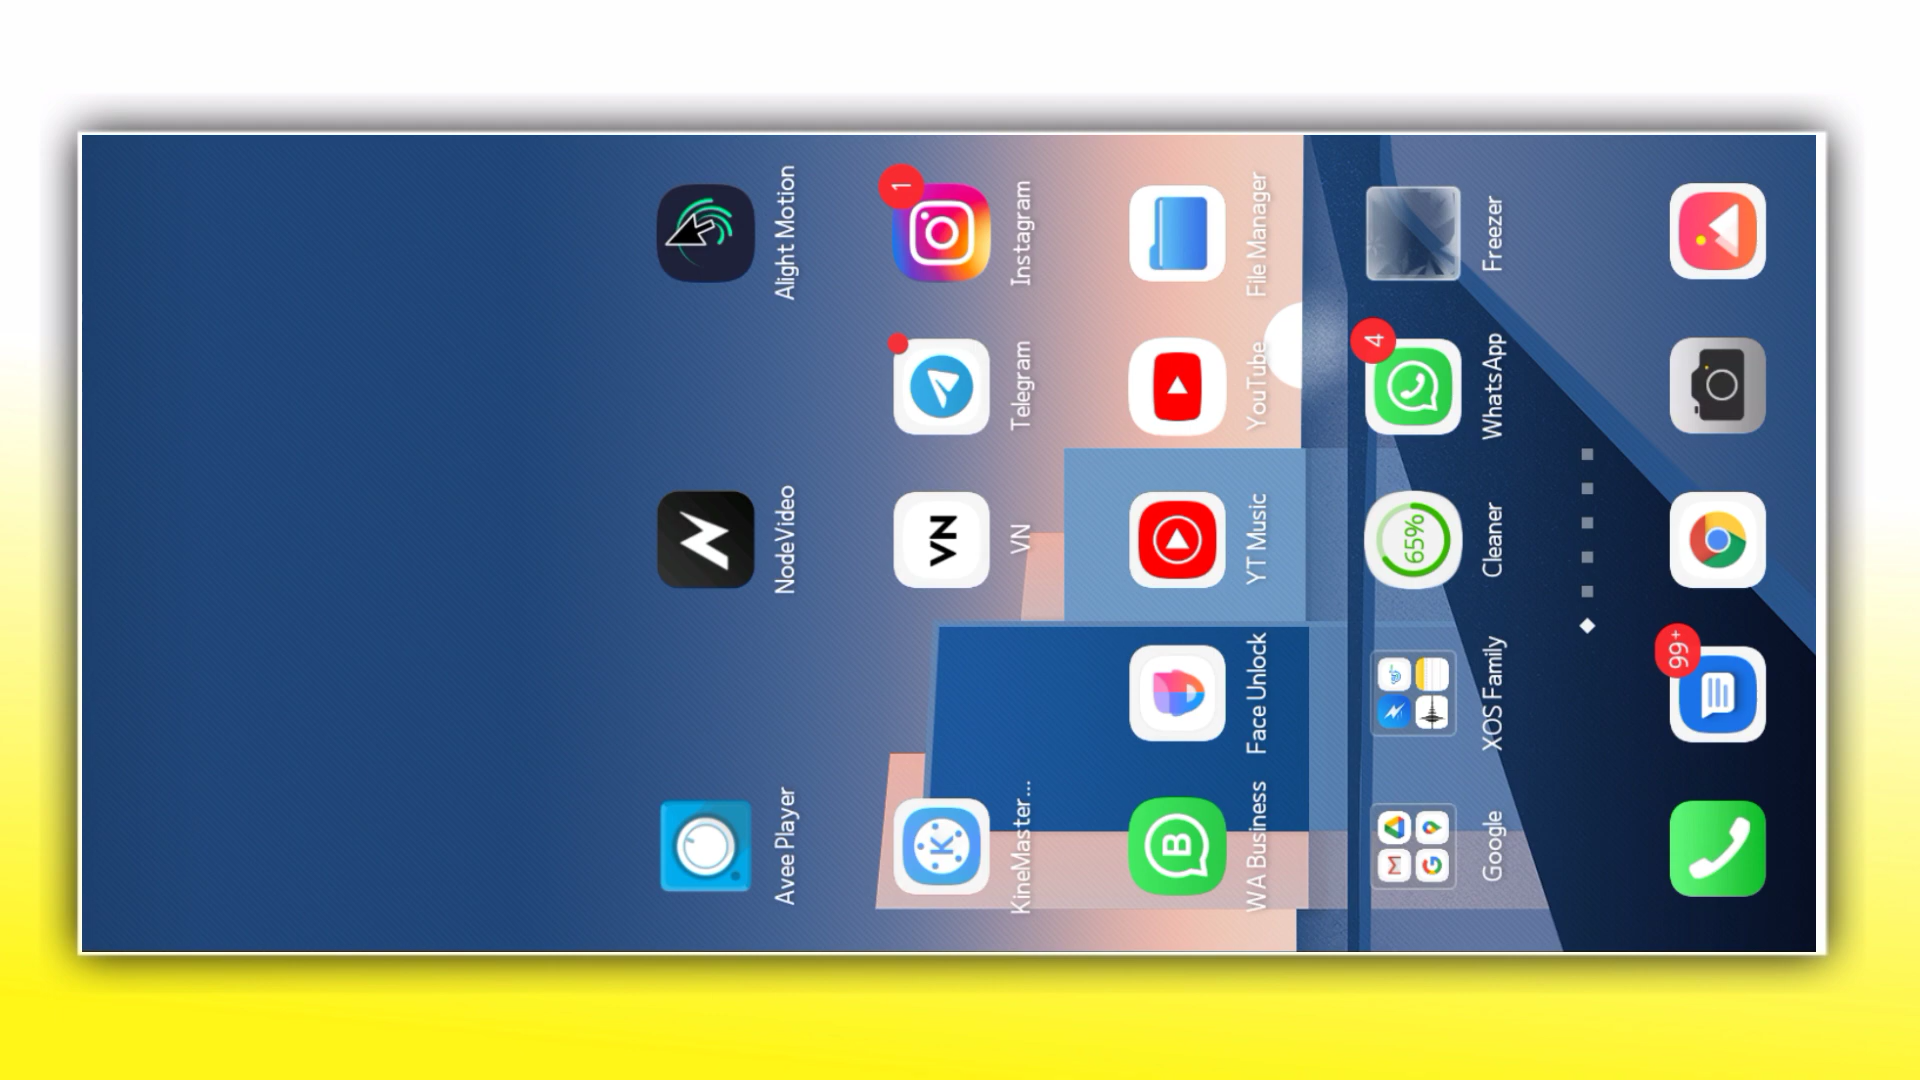 Avee Player
NodeVideo
Alight Motion
1
K
VN
KineMaster...
VN
Telegram
Instagram
B
WA Business
Face Unlock
YT Music
YouTube
File Manager
4
65%
Google
XOS Family
Cleaner
WhatsApp
Freezer
99+